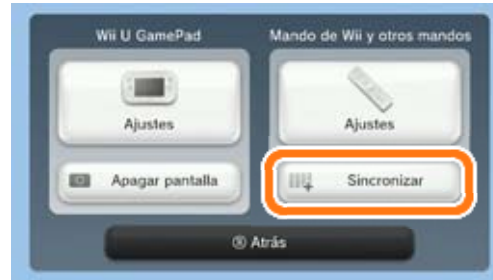 Wii U GamePad
Mando de Wii y otros mandos
Ajustes
Ajustes
Apagar pantalla
Sincronizar
Ⓑ Atrás